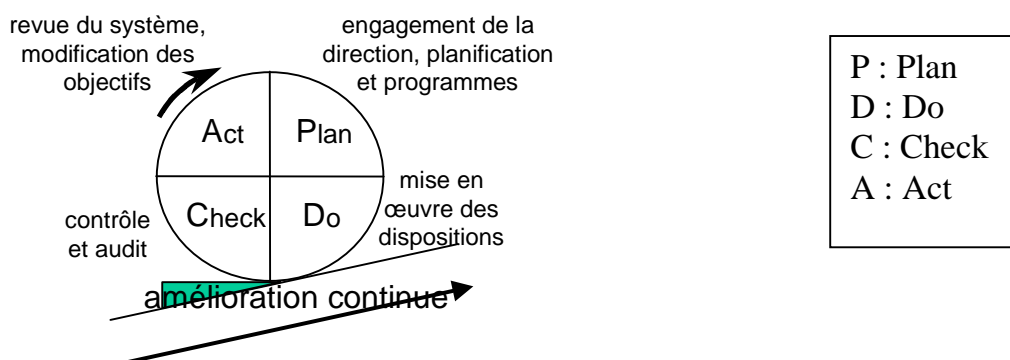 revue du système,
modification des
objectifs
engagement de la
direction, planification
et programmes
Act
Plan
Check
Do
contrôle
et audit
mise en
œuvre des
dispositions
amélioration continue
P : Plan
D : Do
C : Check
A : Act